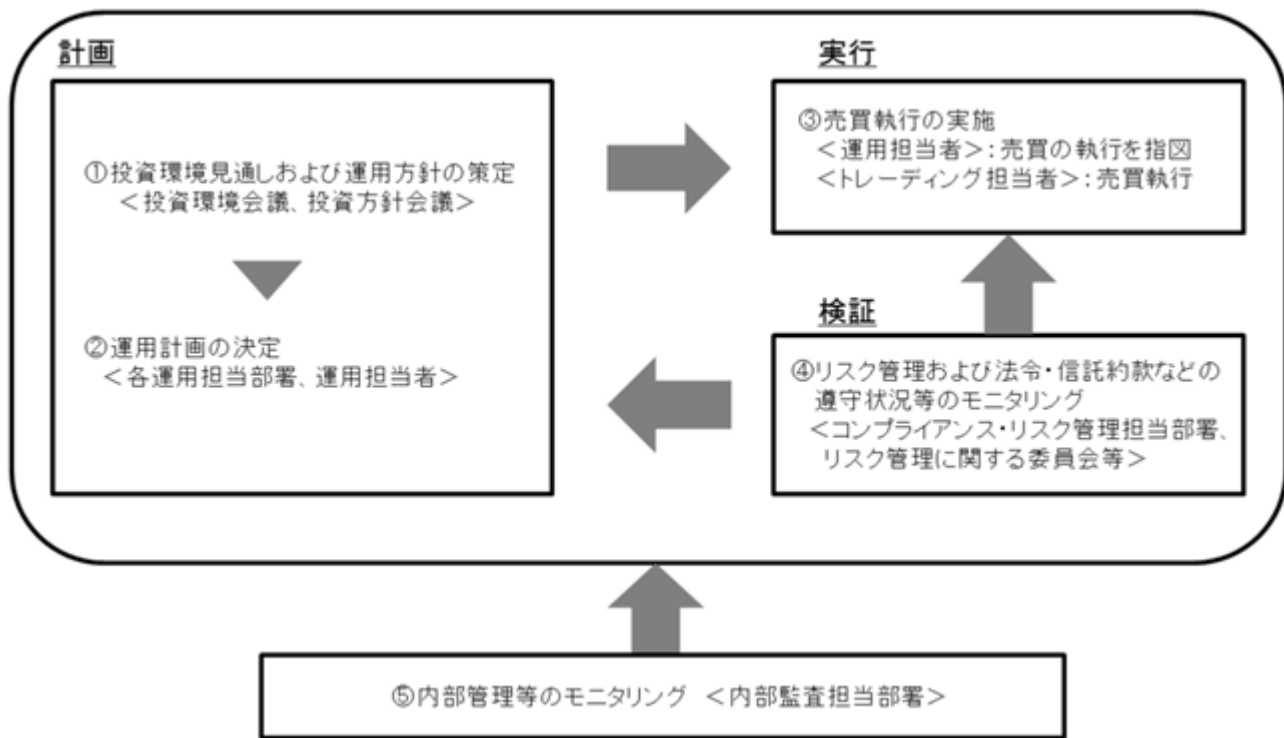 計画
①投資環境見通しおよび運用方針の策定
＜投資環境会議、投資方針会議＞
②運用計画の決定
＜各運用担当部署、運用担当者＞
実行
③売買執行の実施
＜運用担当者＞：売買の執行を指図
＜トレーディング担当者＞：売買執行
検証
④リスク管理および法令・信託約款などの
遵守状況等のモニタリング
＜コンプライアンス・リスク管理担当部署、
リスク管理に関する委員会等＞
⑤内部管理等のモニタリング　＜内部監査担当部署＞